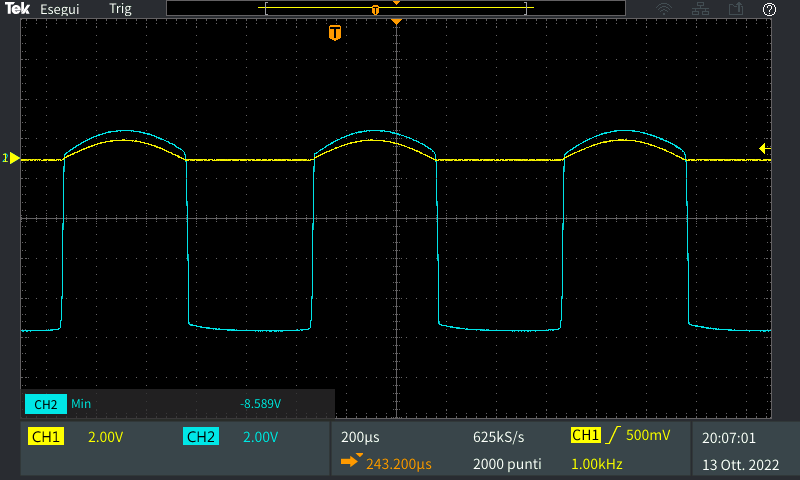 Tek Esegui Trig
T
T
1
CH2 Min -8.589V
CH1 2.00V CH2 2.00V 200µs 625kS/s CH1 500mV 20:07:01
243.200µs 2000 punti 1.00kHz 13 Ott. 2022